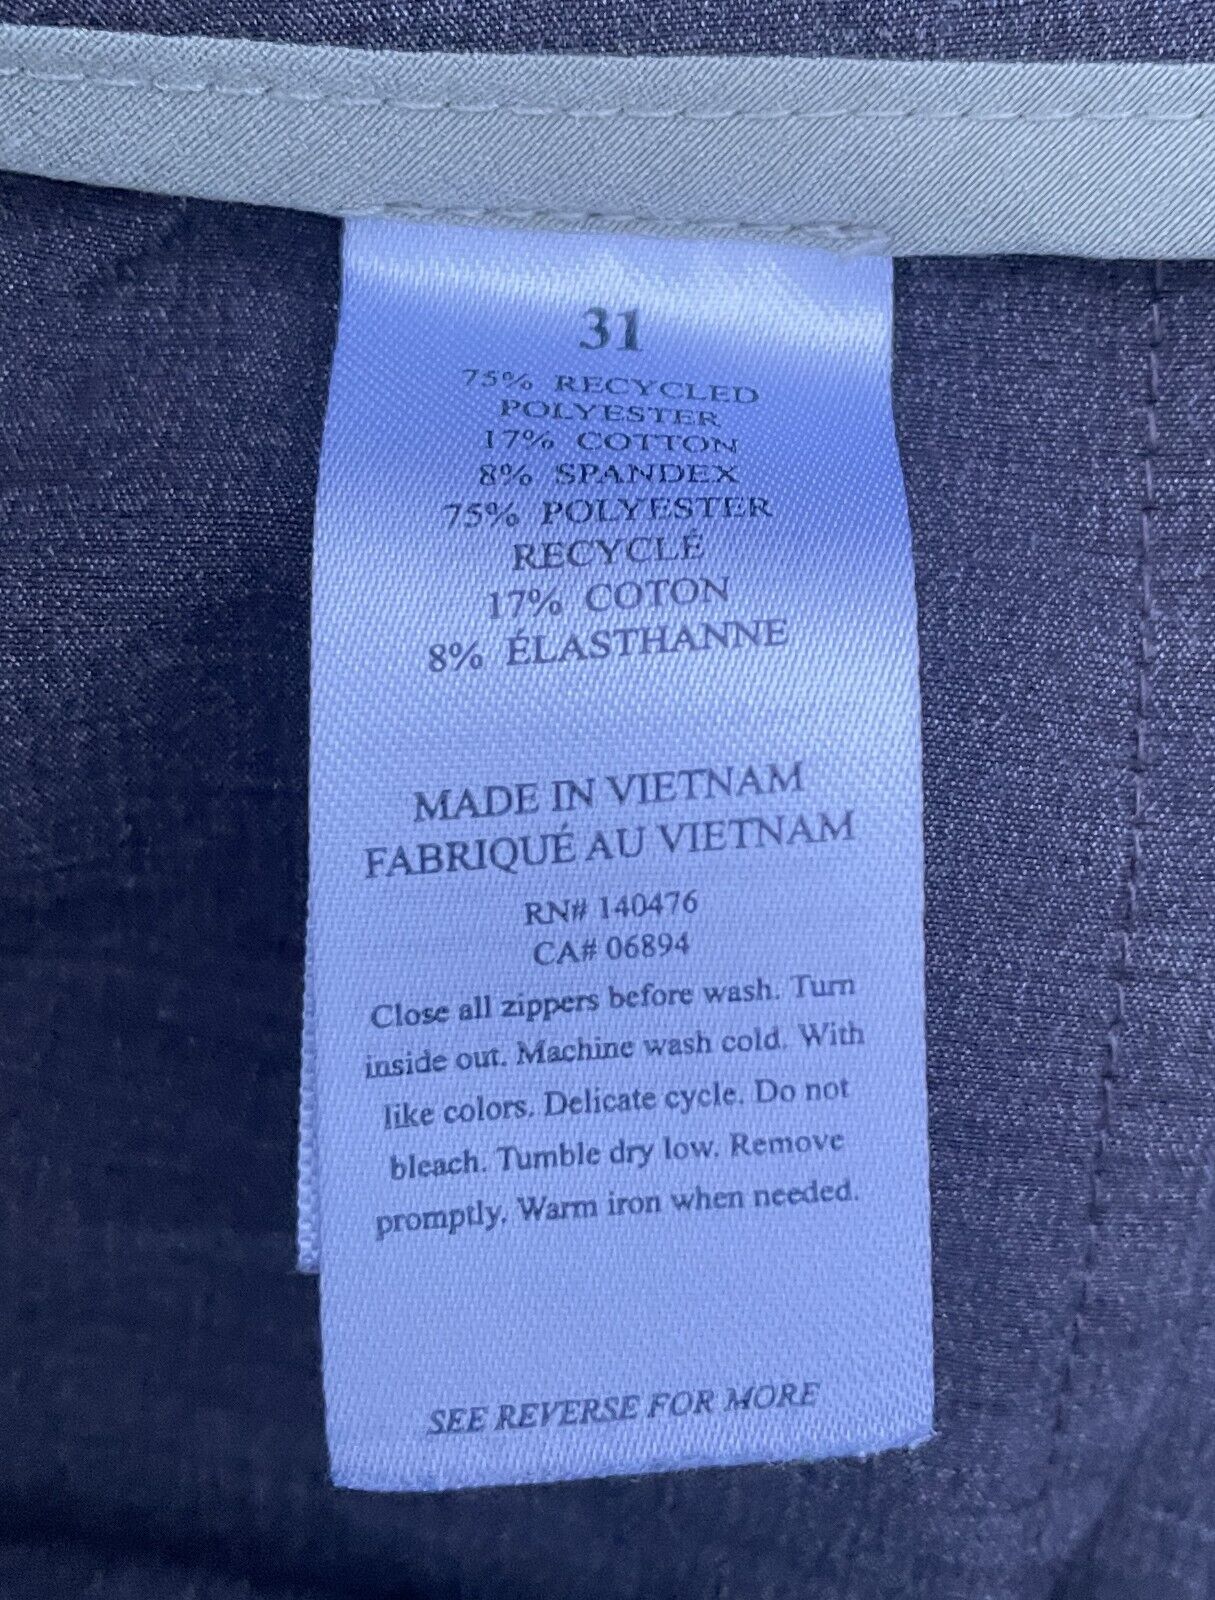 31
75% RECYCLED
POLYESTER
17% COTTON
8% SPANDEX
75% POLYESTER
RECYCLÉ
17% COTON
8% ÉLASTHANNE
MADE IN VIETNAM
FABRIQUÉ AU VIETNAM
RN# 140476
CA# 06894
Close all zippers before wash. Turn
inside out. Machine wash cold. With
like colors. Delicate cycle. Do not
bleach. Tumble dry low. Remove
promptly. Warm iron when needed.
SEE REVERSE FOR MORE